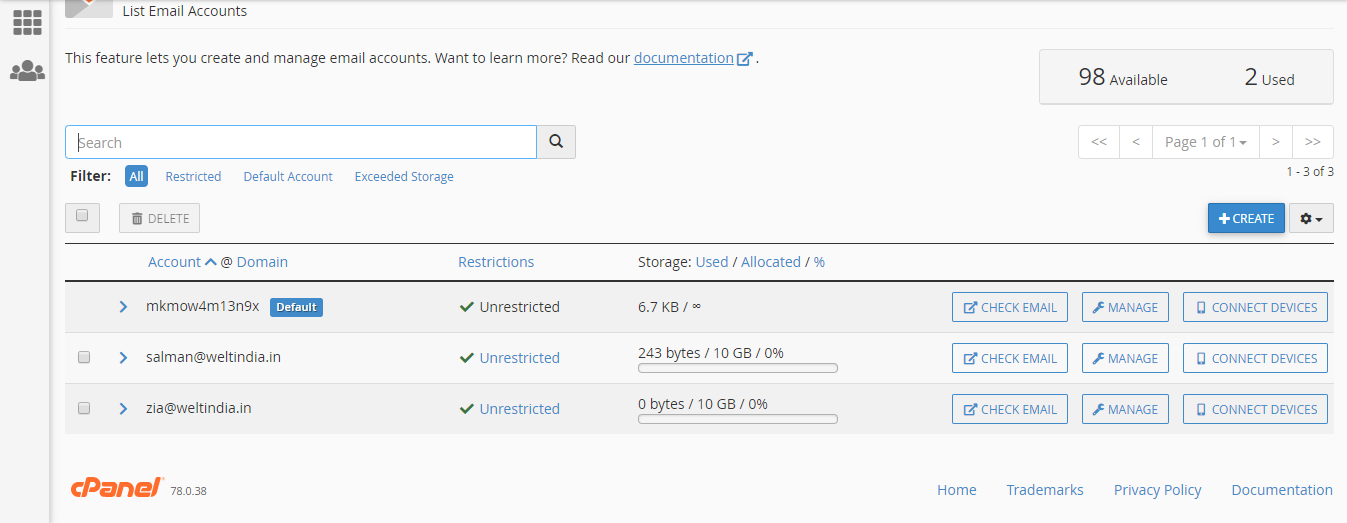 List Email Accounts
This feature lets you create and manage email accounts. Want to learn more? Read our documentation .
98 Available 2 Used
Search
<< < Page 1 of 1 > >>
Filter: All Restricted Default Account Exceeded Storage
1 - 3 of 3
DELETE
+ CREATE
Account @ Domain Restrictions Storage: Used / Allocated / %
mkmow4m13n9x Default Unrestricted 6.7 KB / ∞ CHECK EMAIL MANAGE CONNECT DEVICES
salman@weltindia.in Unrestricted 243 bytes / 10 GB / 0% CHECK EMAIL MANAGE CONNECT DEVICES
zia@weltindia.in Unrestricted 0 bytes / 10 GB / 0% CHECK EMAIL MANAGE CONNECT DEVICES
cPanel 78.0.38 Home Trademarks Privacy Policy Documentation